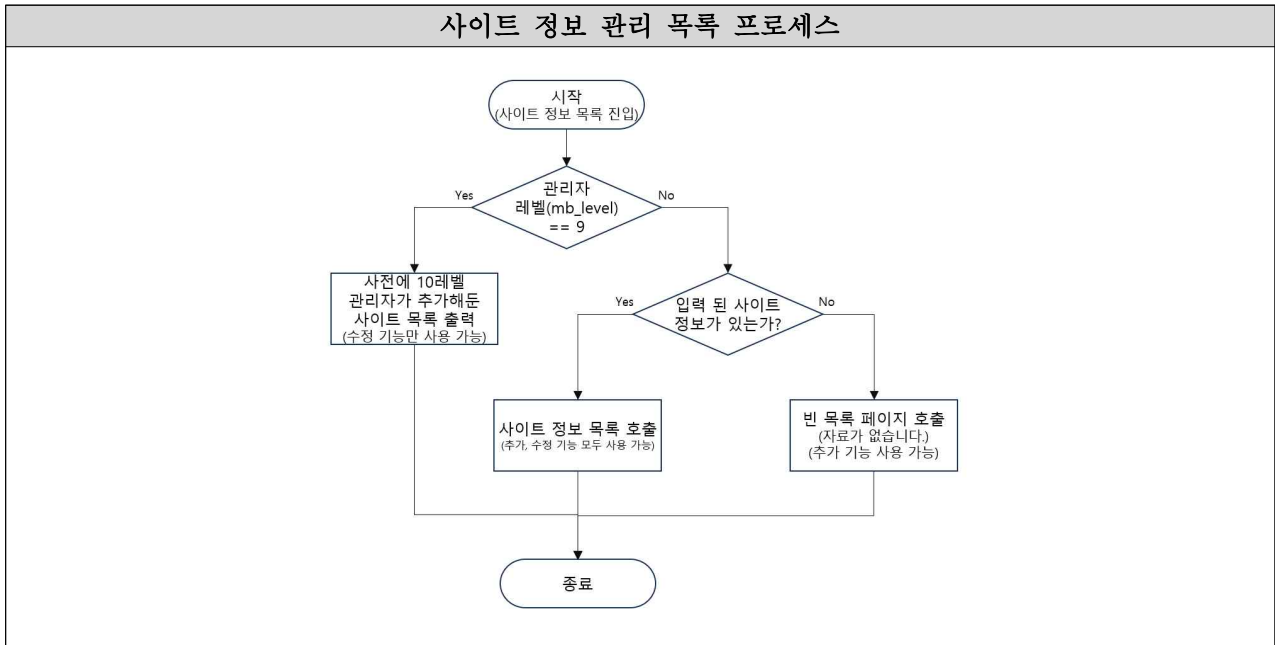 사이트 정보 관리 목록 프로세스
시작
(사이트 정보 목록 진입)
Yes
관리자
레벨(mb_level)
== 9
No
사전에 10레벨
관리자가 추가해둔
사이트 목록 출력
(수정 기능만 사용 가능)
Yes
입력 된 사이트
정보가 있는가?
No
사이트 정보 목록 호출
(추가, 수정 기능 모두 사용 가능)
빈 목록 페이지 호출
(자료가 없습니다.)
(추가 기능 사용 가능)
종료